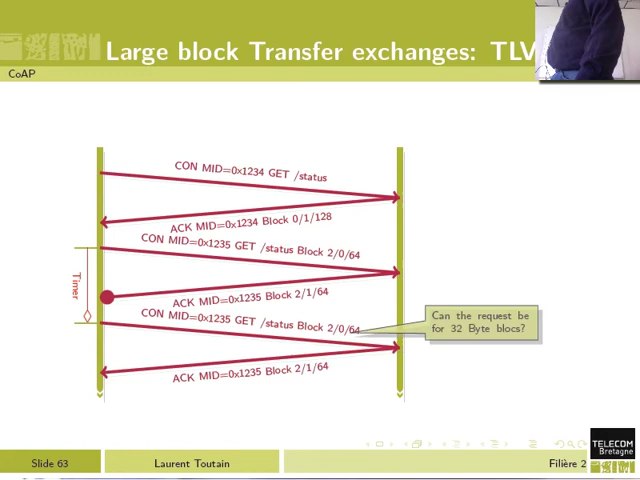 Large block Transfer exchanges: TLV
CoAP
CON MID=0x1234 GET /status
ACK MID=0x1234 Block 0/1/128
CON MID=0x1235 GET /status Block 2/0/64
Timer
ACK MID=0x1235 Block 2/1/64
CON MID=0x1235 GET /status Block 2/0/64
Can the request be
for 32 Byte blocs?
ACK MID=0x1235 Block 2/1/64
TELECOM
Bretagne
Slide 63
Laurent Toutain
Filière 2